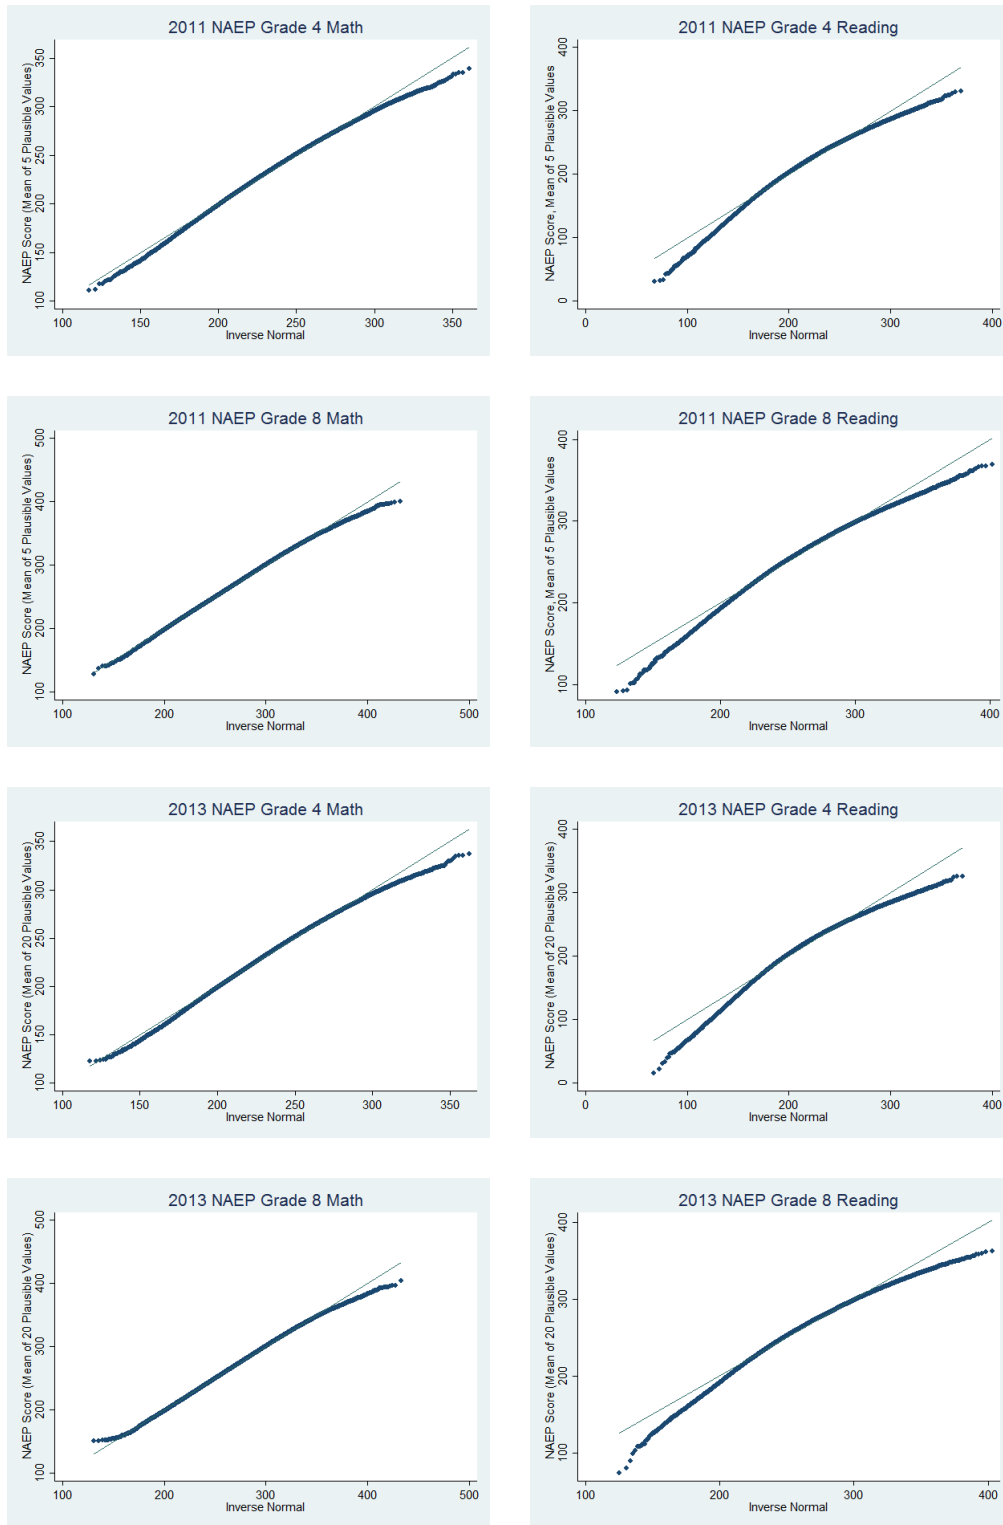 2011 NAEP Grade 4 Math
NAEP Score (Mean of 5 Plausible Values)
350
300
250
200
150
100
100 150 200 250 300 350
Inverse Normal
2011 NAEP Grade 4 Reading
NAEP Score, Mean of 5 Plausible Values
400
300
200
100
0
0 100 200 300 400
Inverse Normal
2011 NAEP Grade 8 Math
NAEP Score (Mean of 5 Plausible Values)
500
400
300
200
100
100 200 300 400 500
Inverse Normal
2011 NAEP Grade 8 Reading
NAEP Score, Mean of 5 Plausible Values
400
300
200
100
100 200 300 400
Inverse Normal
2013 NAEP Grade 4 Math
NAEP Score (Mean of 20 Plausible Values)
350
300
250
200
150
100
100 150 200 250 300 350
Inverse Normal
2013 NAEP Grade 4 Reading
NAEP Score (Mean of 20 Plausible Values)
400
300
200
100
0
0 100 200 300 400
Inverse Normal
2013 NAEP Grade 8 Math
NAEP Score (Mean of 20 Plausible Values)
500
400
300
200
100
100 200 300 400 500
Inverse Normal
2013 NAEP Grade 8 Reading
NAEP Score (Mean of 20 Plausible Values)
400
300
200
100
100 200 300 400
Inverse Normal